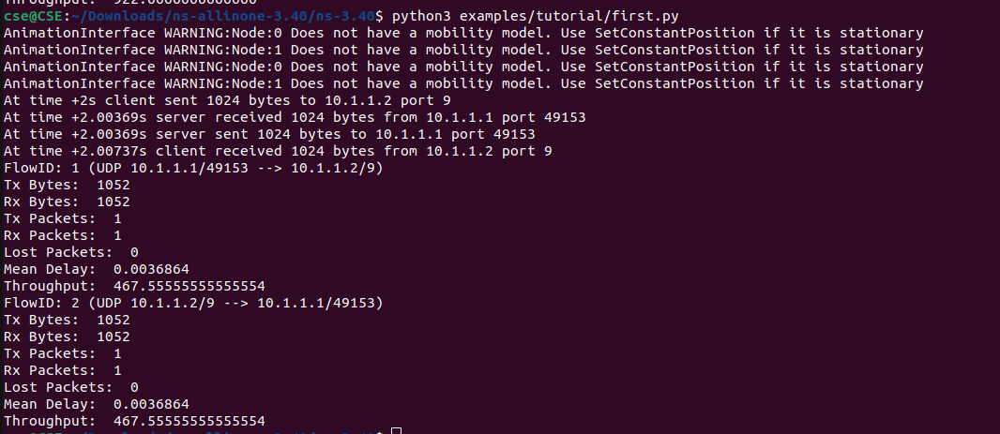 cse@CSE:~/Downloads/ns-allinone-3.40/ns-3.40$ python3 examples/tutorial/first.py
AnimationInterface WARNING:Node:0 Does not have a mobility model. Use SetConstantPosition if it is stationary
AnimationInterface WARNING:Node:1 Does not have a mobility model. Use SetConstantPosition if it is stationary
AnimationInterface WARNING:Node:0 Does not have a mobility model. Use SetConstantPosition if it is stationary
AnimationInterface WARNING:Node:1 Does not have a mobility model. Use SetConstantPosition if it is stationary
At time +2s client sent 1024 bytes to 10.1.1.2 port 9
At time +2.00369s server received 1024 bytes from 10.1.1.1 port 49153
At time +2.00369s server sent 1024 bytes to 10.1.1.1 port 49153
At time +2.00737s client received 1024 bytes from 10.1.1.2 port 9
FlowID: 1 (UDP 10.1.1.1/49153 --> 10.1.1.2/9)
Tx Bytes:  1052
Rx Bytes:  1052
Tx Packets:  1
Rx Packets:  1
Lost Packets:  0
Mean Delay:  0.0036864
Throughput:  467.55555555555554
FlowID: 2 (UDP 10.1.1.2/9 --> 10.1.1.1/49153)
Tx Bytes:  1052
Rx Bytes:  1052
Tx Packets:  1
Rx Packets:  1
Lost Packets:  0
Mean Delay:  0.0036864
Throughput:  467.55555555555554